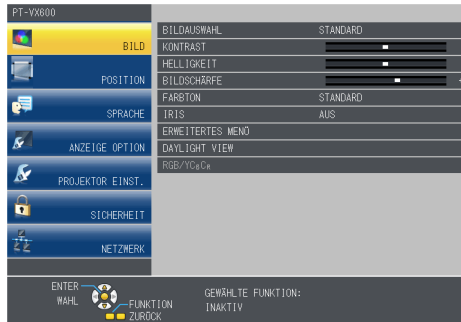 PT-VX600
BILD
POSITION
SPRACHE
ANZEIGE OPTION
PROJEKTOR EINST.
SICHERHEIT
NETZWERK
BILDAUSWAHL STANDARD
KONTRAST
HELLIGKEIT
BILDSCHÄRFE
FARBTON STANDARD
IRIS AUS
ERWEITERTES MENÜ
DAYLIGHT VIEW
RGB/YCBCR
ENTER
WAHL
FUNKTION
ZURÜCK
GEWÄHLTE FUNKTION:
INAKTIV